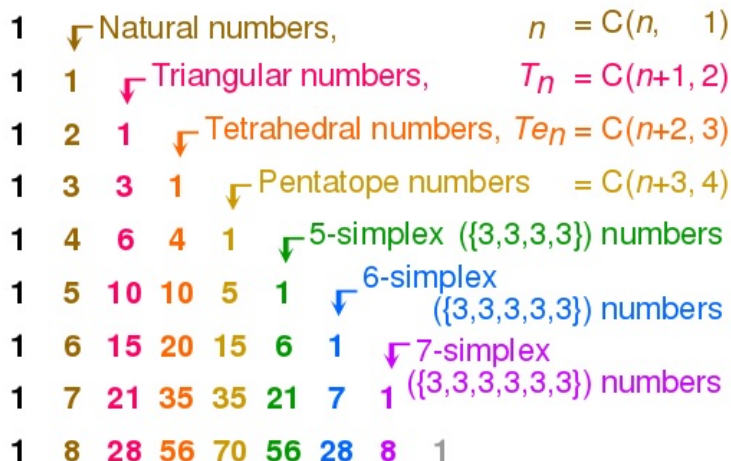 1 Natural numbers, n = C(n, 1)
1 1 Triangular numbers, Tn = C(n+1, 2)
1 2 1 Tetrahedral numbers, Ten = C(n+2, 3)
1 3 3 1 Pentatope numbers = C(n+3, 4)
1 4 6 4 1 5-simplex ({3,3,3,3}) numbers
1 5 10 10 5 1 6-simplex
({3,3,3,3,3}) numbers
1 6 15 20 15 6 1 7-simplex
1 7 21 35 35 21 7 1 ({3,3,3,3,3,3}) numbers
1 8 28 56 70 56 28 8 1